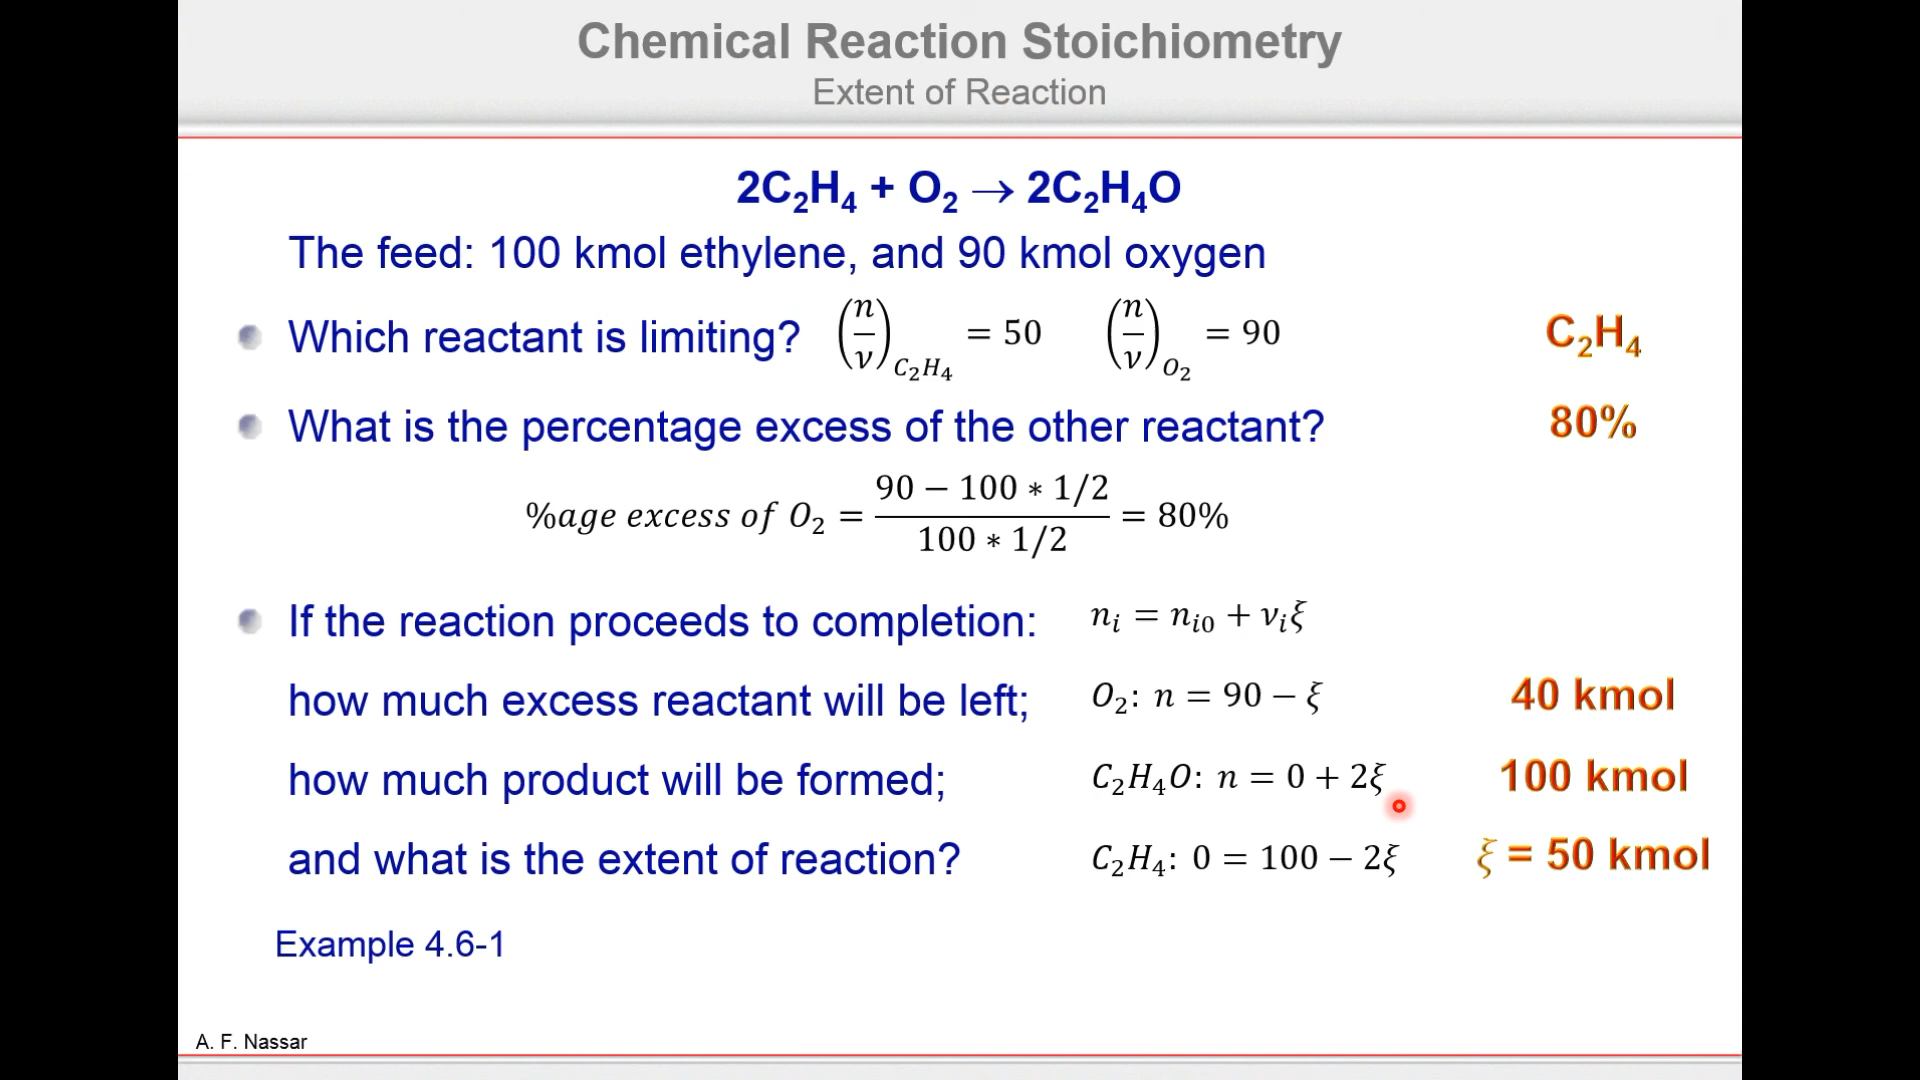 Chemical Reaction Stoichiometry
Extent of Reaction
2C₂H₄ + O₂ → 2C₂H₄O
The feed: 100 kmol ethylene, and 90 kmol oxygen
Which reactant is limiting? (n/ν)C₂H₄ = 50 (n/ν)O₂ = 90 C₂H₄
What is the percentage excess of the other reactant? 80%
%age excess of O₂ = (90 − 100 ∗ 1/2)/(100 ∗ 1/2) = 80%
If the reaction proceeds to completion: nᵢ = nᵢ₀ + νᵢξ
how much excess reactant will be left; O₂: n = 90 − ξ 40 kmol
how much product will be formed; C₂H₄O: n = 0 + 2ξ 100 kmol
and what is the extent of reaction? C₂H₄: 0 = 100 − 2ξ ξ = 50 kmol
Example 4.6-1
A. F. Nassar